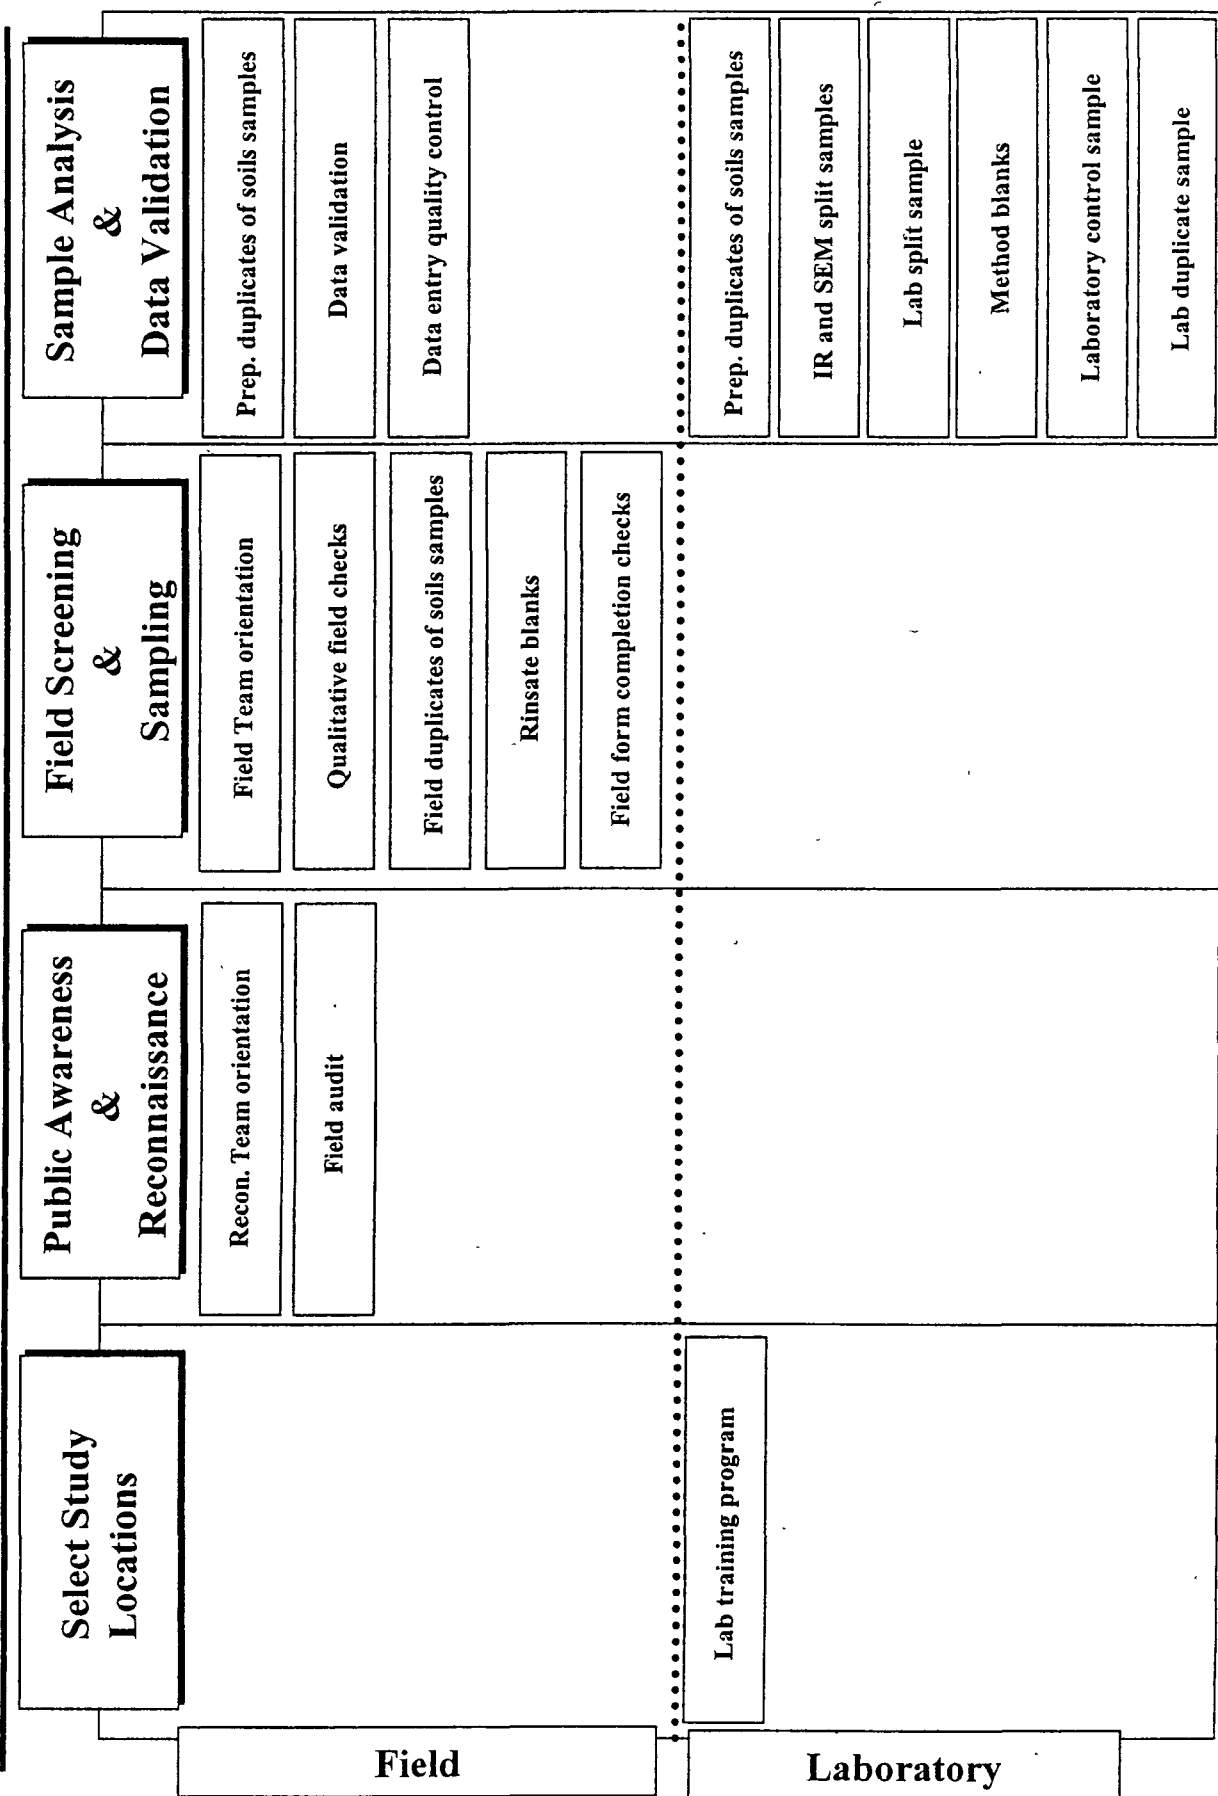 Select Study
Locations
Public Awareness
&
Reconnaissance
Field Screening
&
Sampling
Sample Analysis
&
Data Validation
Field
Recon. Team orientation
Field audit
Field Team orientation
Qualitative field checks
Field duplicates of soils samples
Rinsate blanks
Field form completion checks
Prep. duplicates of soils samples
Data validation
Data entry quality control
Laboratory
Lab training program
Prep. duplicates of soils samples
IR and SEM split samples
Lab split sample
Method blanks
Laboratory control sample
Lab duplicate sample